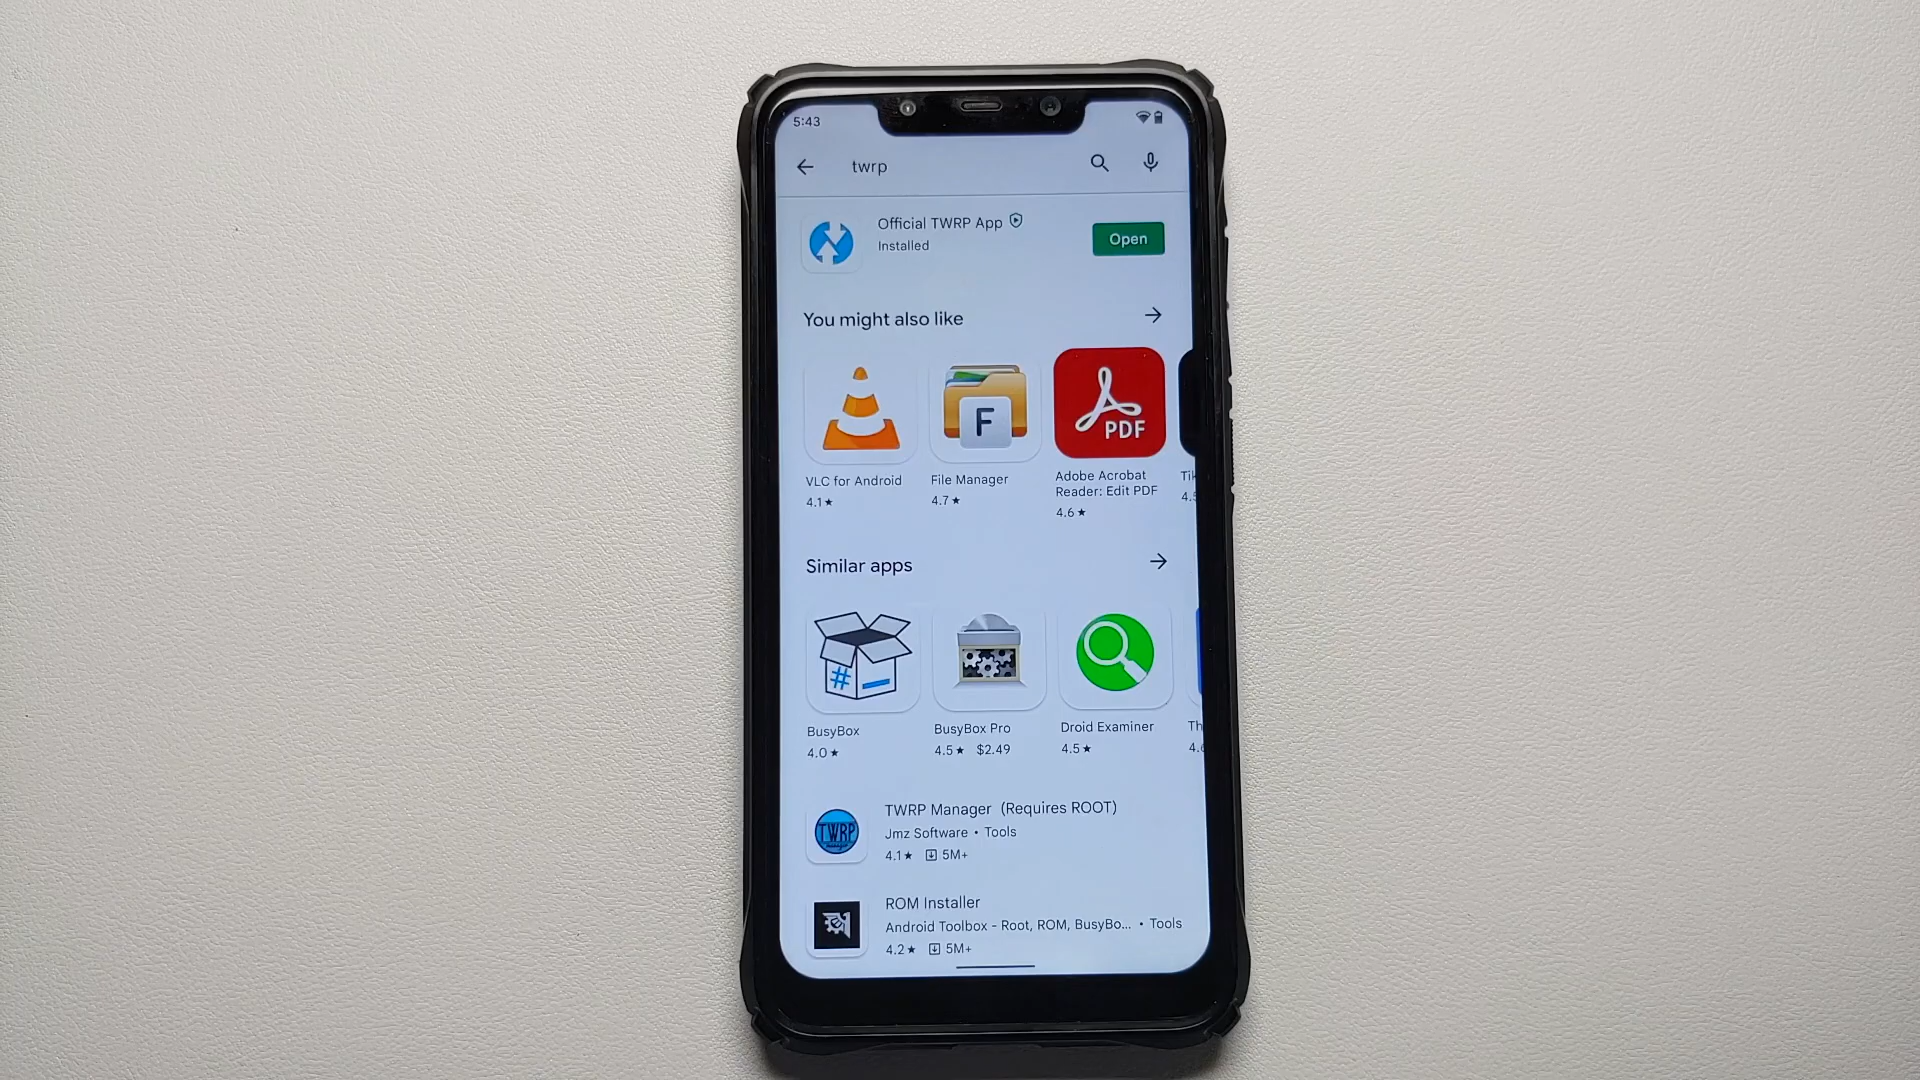 5:43
twrp
Official TWRP App
Installed
Open
You might also like
F
PDF
VLC for Android
4.1★
File Manager
4.7★
Adobe Acrobat
Reader: Edit PDF
4.6★
Similar apps
#
BusyBox
4.0★
BusyBox Pro
4.5★ $2.49
Droid Examiner
4.5★
TWRP
TWRP Manager (Requires ROOT)
Jmz Software • Tools
4.1★ 5M+
ROM Installer
Android Toolbox - Root, ROM, BusyBo... • Tools
4.2★ 5M+